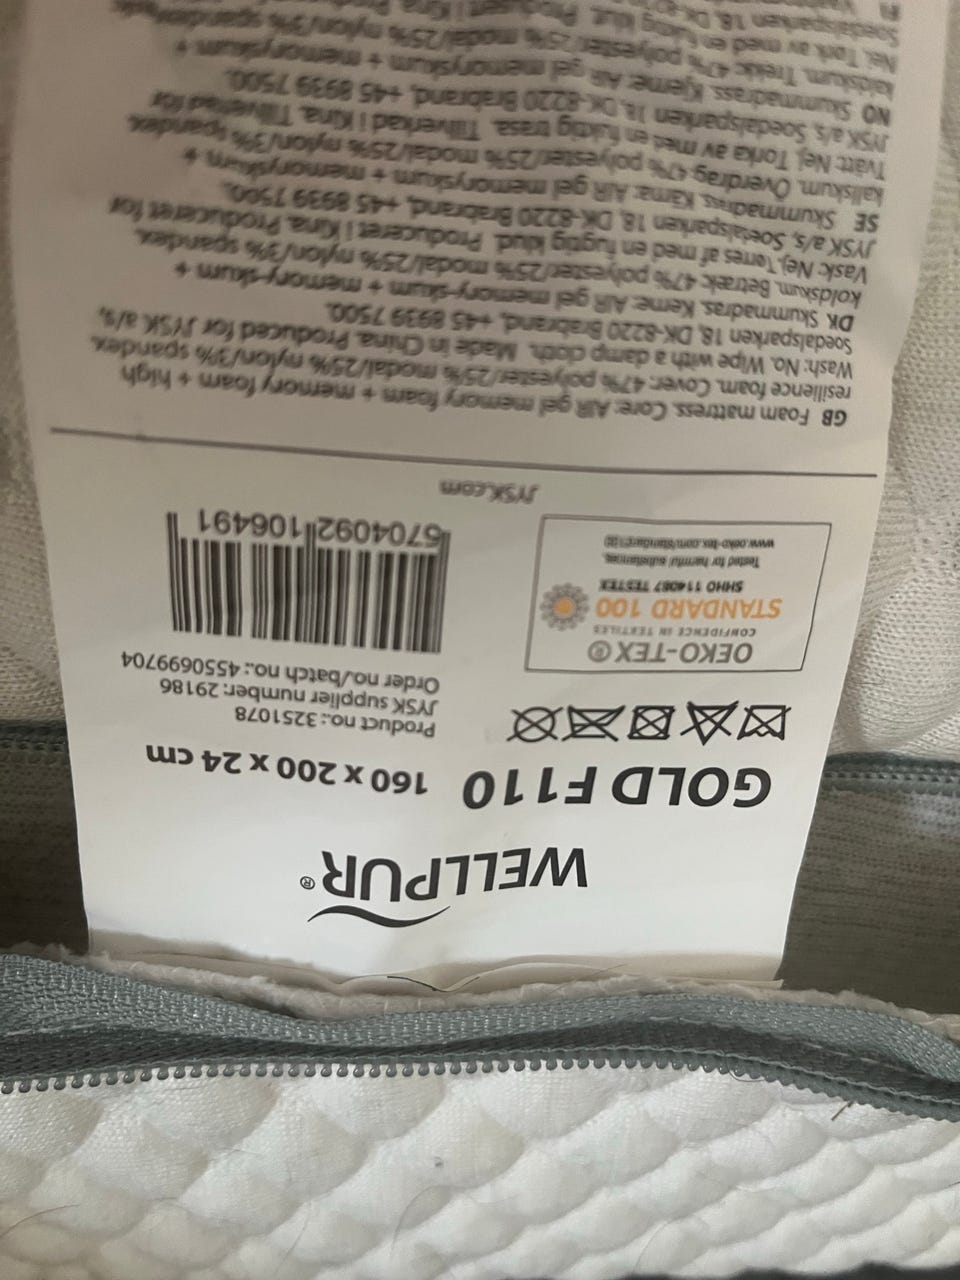 WELLPUR®
GOLD F110 160 x 200 x 24 cm
Product no.: 3251078
JYSK supplier number: 29186
Order no/batch no.: 4550699704
OEKO-TEX®
CONFIDENCE IN TEXTILES
STANDARD 100
SHHO 114087 TESTEX
Tested for harmful substances.
www.oeko-tex.com/standard100
5704092106491
JYSK.com
GB Foam mattress. Core: AIR gel memory foam + memory foam + high
resilience foam. Cover: 47% polyester/25% modal/25% nylon/3% spandex.
Wash: No. Wipe with a damp cloth. Made in China. Produced for JYSK a/s,
Soedalsparken 18, DK-8220 Brabrand, +45 8939 7500.
DK Skummadras. Kerne: AIR gel memory-skum + memory-skum +
koldskum. Betræk: 47% polyester/25% modal/25% nylon/3% spandex.
Vask: Nej. Tørres af med en fugtig klud. Produceret i Kina. Produceret for
JYSK a/s, Soedalsparken 18, DK-8220 Brabrand, +45 8939 7500.
SE Skummadrass. Kärna: AIR gel memoryskum + memoryskum +
kallskum. Överdrag: 47% polyester/25% modal/25% nylon/3% spandex.
Tvätt: Nej. Torka av med en fuktig trasa. Tillverkad i Kina. Tillverkad för
JYSK a/s, Soedalsparken 18, DK-8220 Brabrand, +45 8939 7500.
NO Skummadrass. Kjerne: AIR gel memoryskum + memoryskum +
kaldskum. Trekk: 47% polyester/25% modal/25% nylon/3% spandex.
Nei. Tørk av med en fuktig klut. Produsert i Kina.
Soedalsparken 18, DK-8220
FI